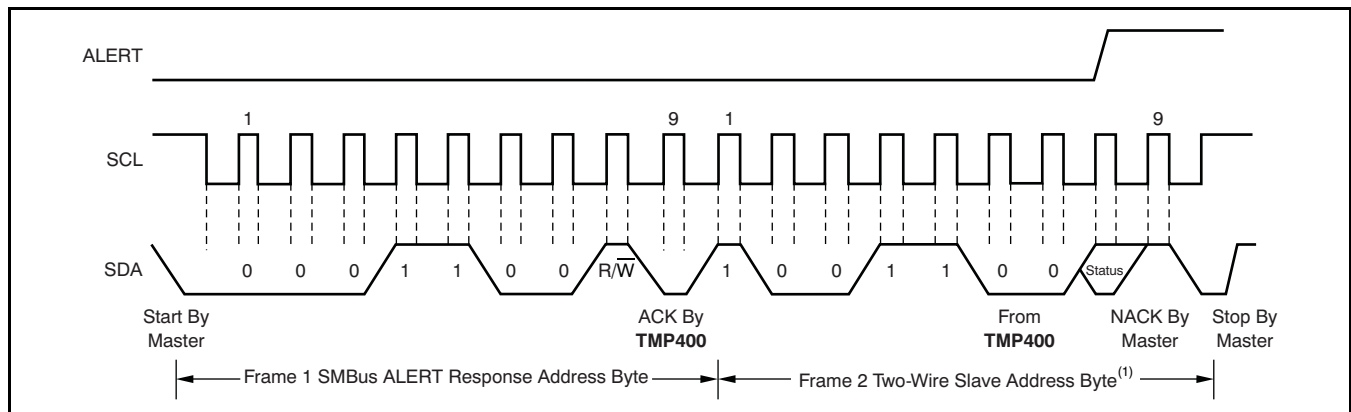 ALERT
1 9 1 9
SCL
SDA 0 0 0 1 1 0 0 R/W̅ 1 0 0 1 1 0 0 Status
Start By Master
ACK By TMP400
From TMP400
NACK By Master
Stop By Master
Frame 1 SMBus ALERT Response Address Byte
Frame 2 Two-Wire Slave Address Byte(1)